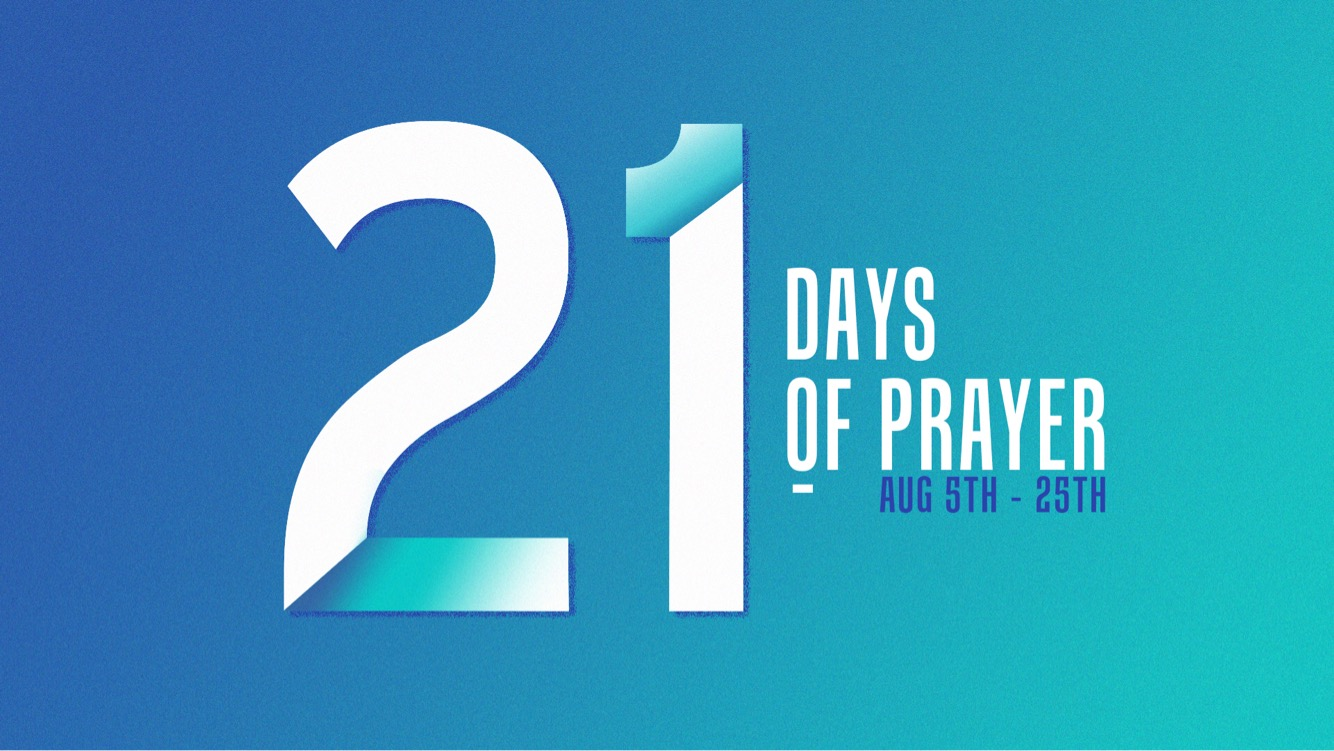 21
DAYS
OF PRAYER
AUG 5TH - 25TH